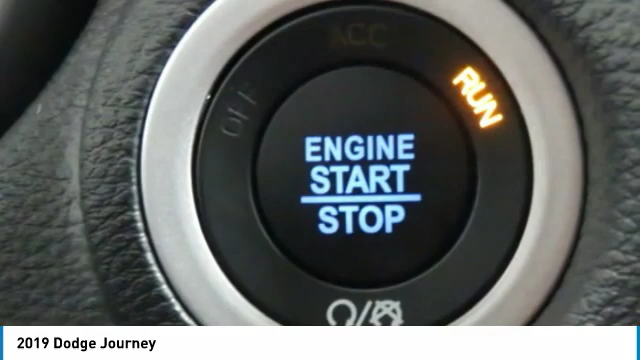 ACC
RUN
OFF
ENGINE
START
STOP
2019 Dodge Journey